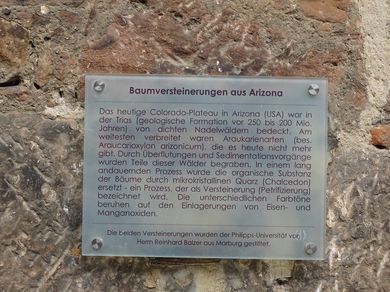 Baumversteinerungen aus Arizona
Das heutige Colorado-Plateau in Arizona (USA) war in
der Trias (geologische Formation vor 250 bis 200 Mio.
Jahren) von dichten Nadelwäldern bedeckt. Am
weitesten verbreitet waren Araukarienarten (bes.
Araucarioxylon arizonicum), die es heute nicht mehr
gibt. Durch Überflutungen und Sedimentationsvorgänge
wurden Teile dieser Wälder begraben. In einem lang
andauernden Prozess wurde die organische Substanz
der Bäume durch mikrokristallinen Quarz (Chalcedon)
ersetzt - ein Prozess, der als Versteinerung (Petrifizierung)
bezeichnet wird. Die unterschiedlichen Farbtöne
beruhen auf den Einlagerungen von Eisen- und
Manganoxiden.
Die beiden Versteinerungen wurden der Philipps-Universität von
Herrn Reinhard Balzer aus Marburg gestiftet.